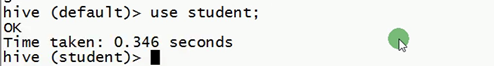 hive (default)> use student;
OK
Time taken: 0.346 seconds
hive (student)>